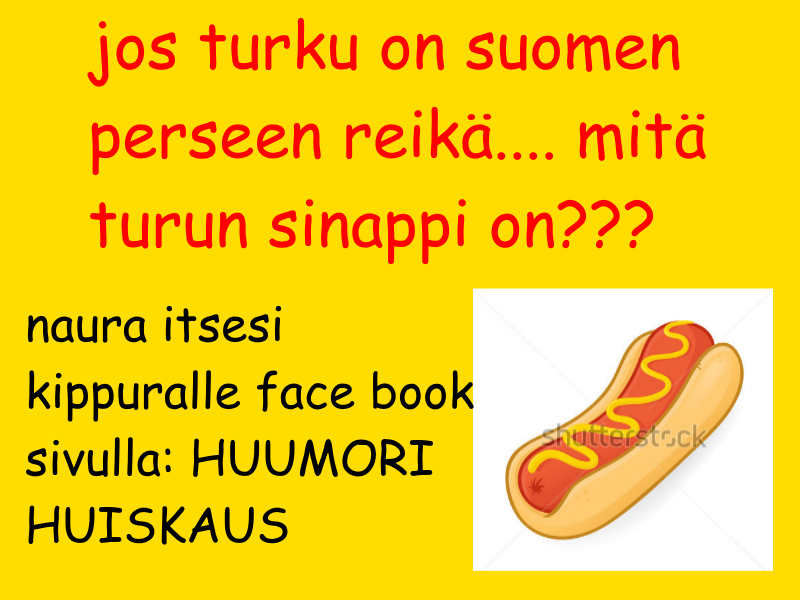 jos turku on suomen
perseen reikä.... mitä
turun sinappi on???
naura itsesi
kippuralle face book
sivulla: HUUMORI
HUISKAUS
shutterstock